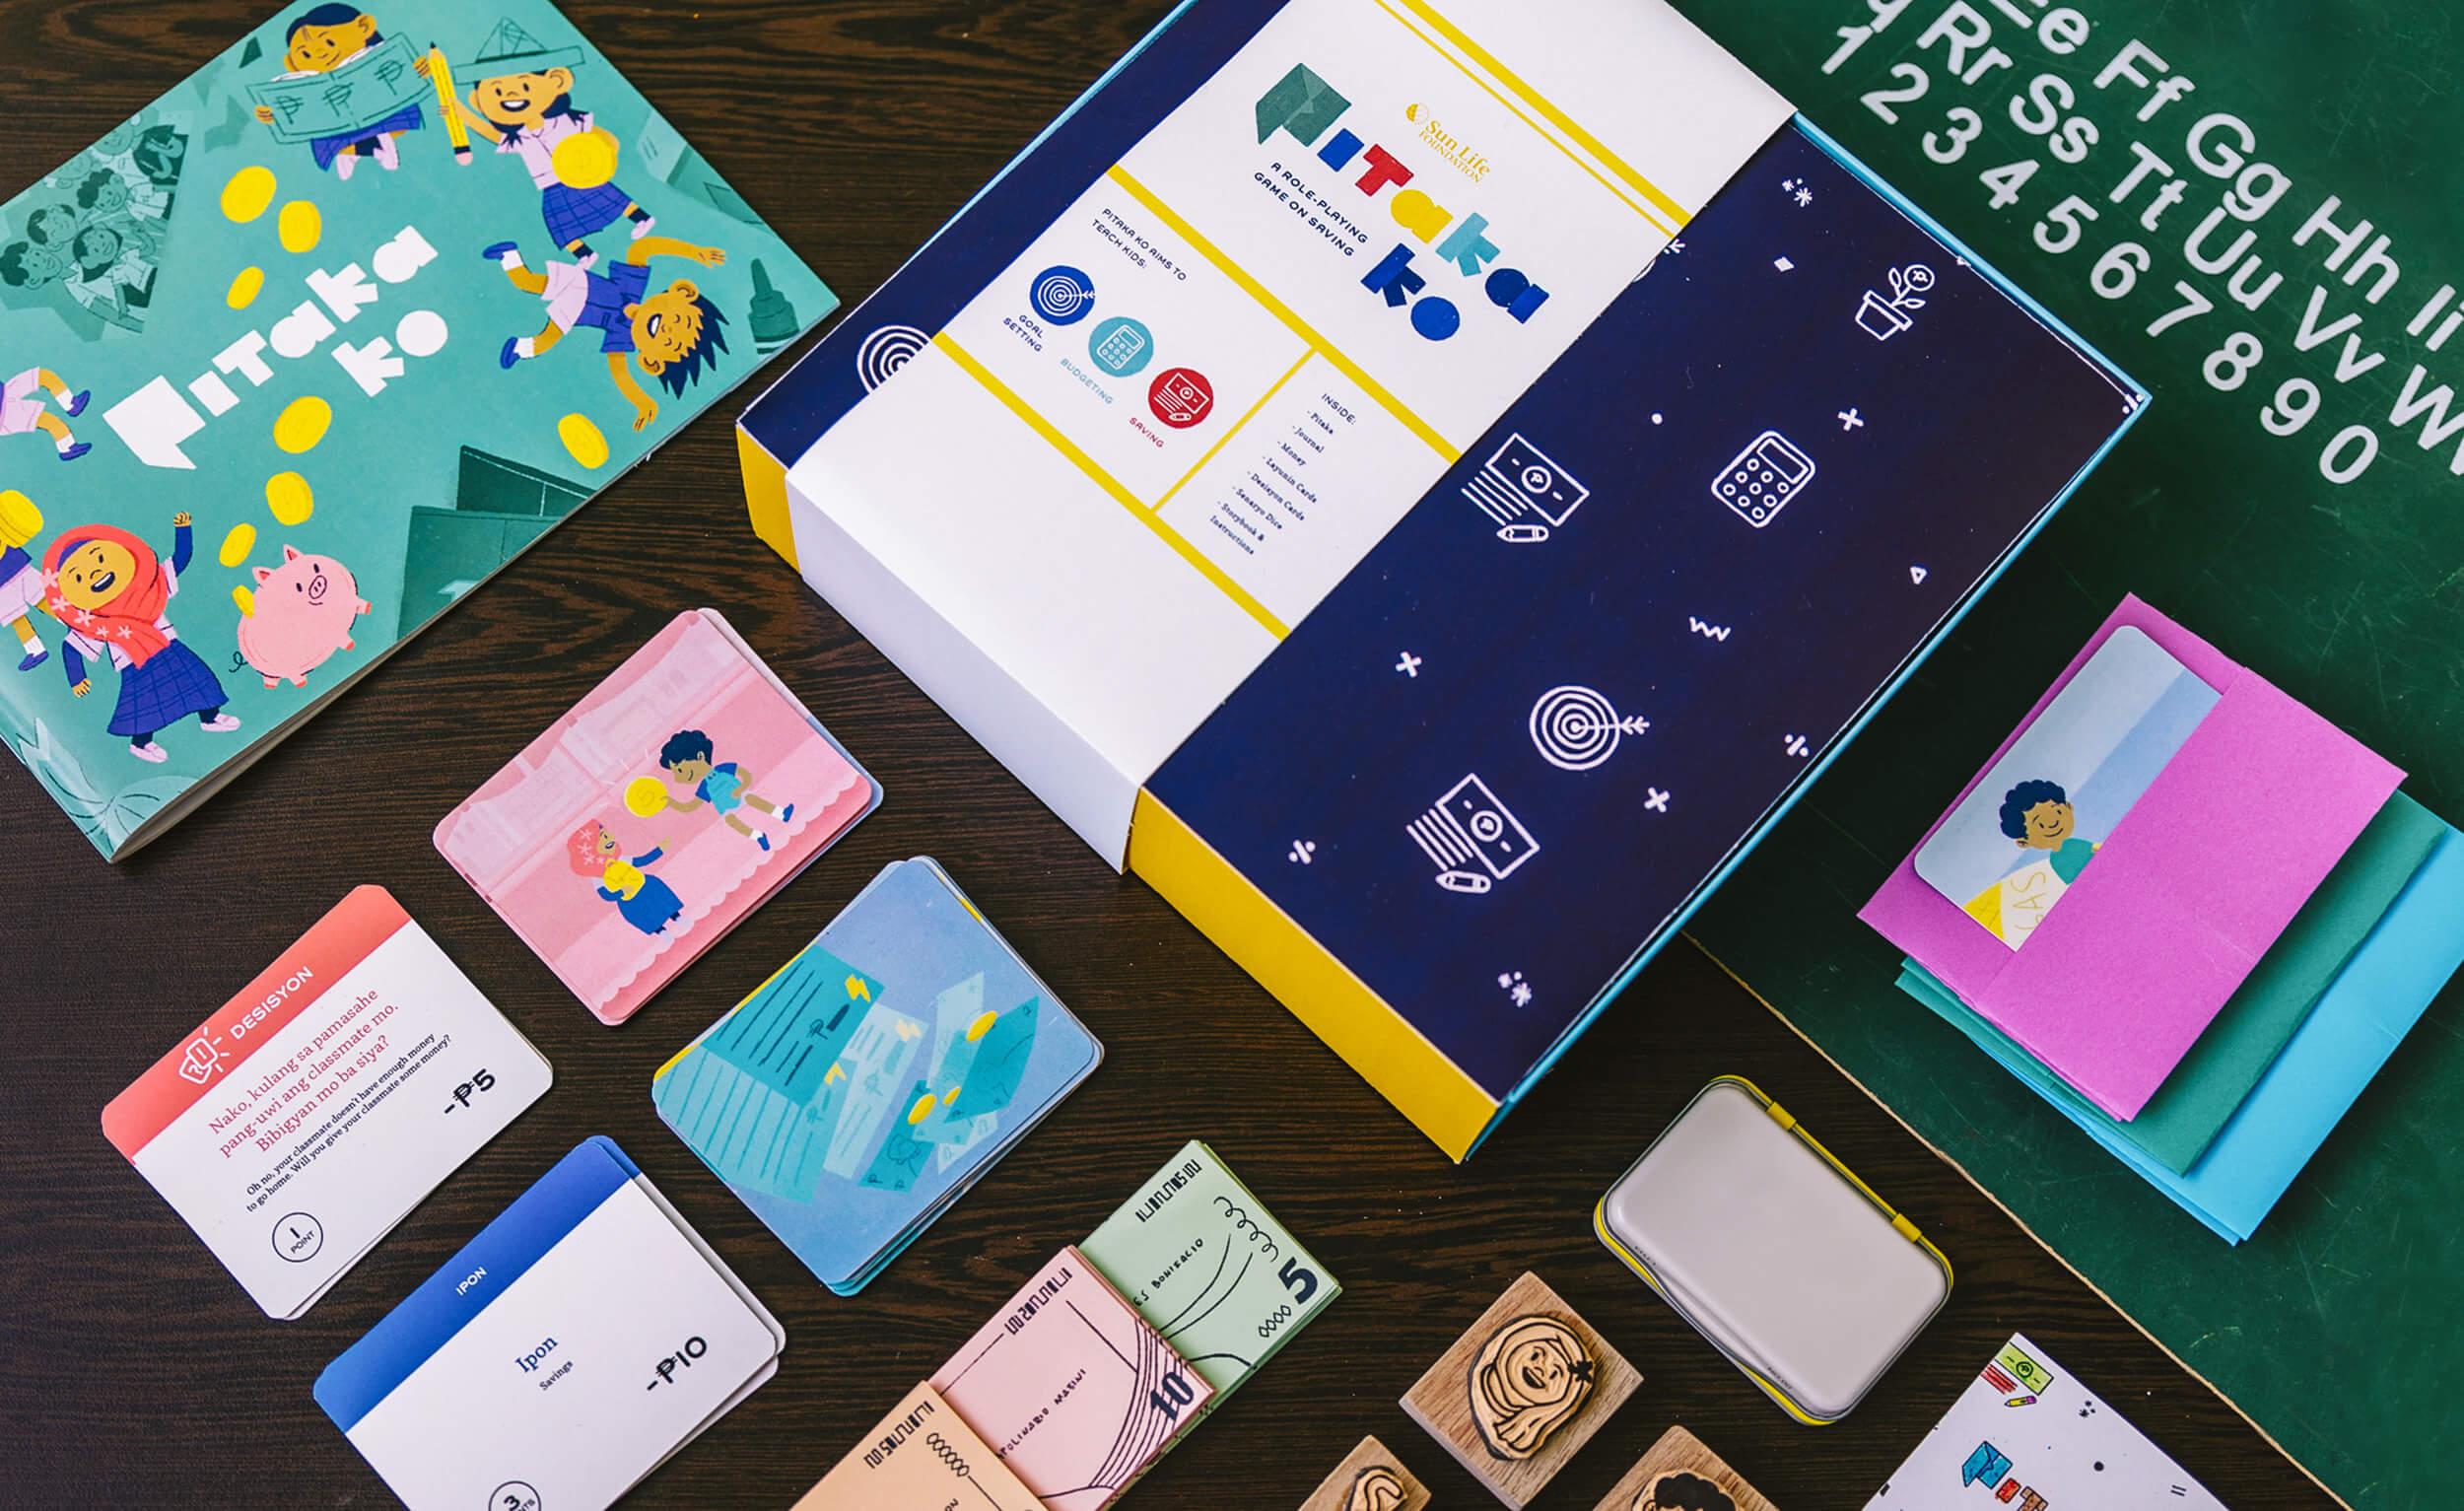 Pitaka
ko
Sun Life
FOUNDATION
Pitaka
ko
A ROLE-PLAYING
GAME ON SAVING
PITAKA KO AIMS TO
TEACH KIDS:
GOAL
SETTING
BUDGETING
SAVING
INSIDE:
- Pitaka
- Journal
- Money
- Layunin Cards
- Desisyon Cards
- Senaryo Dice
- Storybook &
Instructions
Ee Ff Gg Hh Ii
Rr Ss Tt Uu Vv W
1 2 3 4 5 6 7 8 9 0
DESISYON
Nako, kulang sa pamasahe
pang-uwi ang classmate mo.
Bibigyan mo ba siya?
Oh no, your classmate doesn't have enough money
to go home. Will you give your classmate some money?
-₱5
1
POINT
IPON
Ipon
Savings
-₱10
3
5
ES BONIFACIO
5
10
POLINARIO MABINI